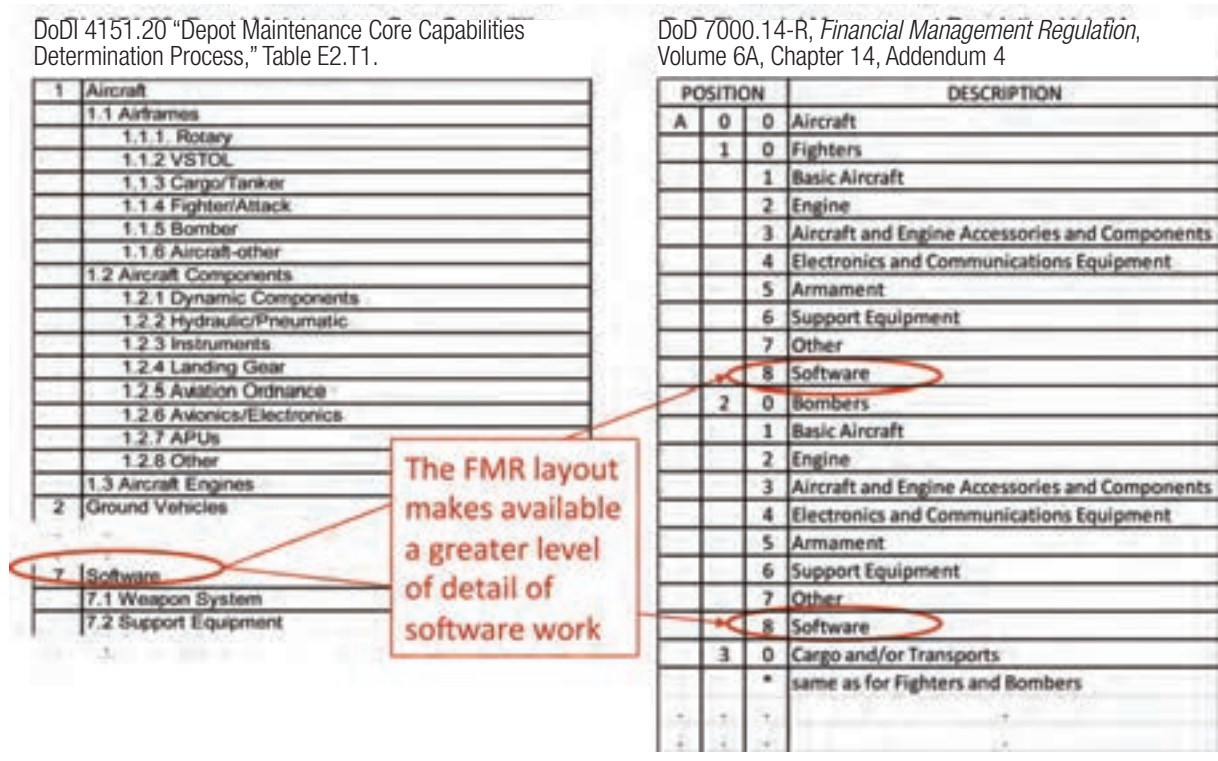 DoDI 4151.20 “Depot Maintenance Core Capabilities
Determination Process,” Table E2.T1.
1 Aircraft
1.1 Airframes
1.1.1. Rotary
1.1.2 VSTOL
1.1.3 Cargo/Tanker
1.1.4 Fighter/Attack
1.1.5 Bomber
1.1.6 Aircraft-other
1.2 Aircraft Components
1.2.1 Dynamic Components
1.2.2 Hydraulic/Pneumatic
1.2.3 Instruments
1.2.4 Landing Gear
1.2.5 Aviation Ordnance
1.2.6 Avionics/Electronics
1.2.7 APUs
1.2.8 Other
1.3 Aircraft Engines
2 Ground Vehicles
7 Software
7.1 Weapon System
7.2 Support Equipment
The FMR layout
makes available
a greater level
of detail of
software work
DoD 7000.14-R, Financial Management Regulation,
Volume 6A, Chapter 14, Addendum 4
POSITION DESCRIPTION
A 0 0 Aircraft
1 0 Fighters
1 Basic Aircraft
2 Engine
3 Aircraft and Engine Accessories and Components
4 Electronics and Communications Equipment
5 Armament
6 Support Equipment
7 Other
8 Software
2 0 Bombers
1 Basic Aircraft
2 Engine
3 Aircraft and Engine Accessories and Components
4 Electronics and Communications Equipment
5 Armament
6 Support Equipment
7 Other
8 Software
3 0 Cargo and/or Transports
* same as for Fighters and Bombers